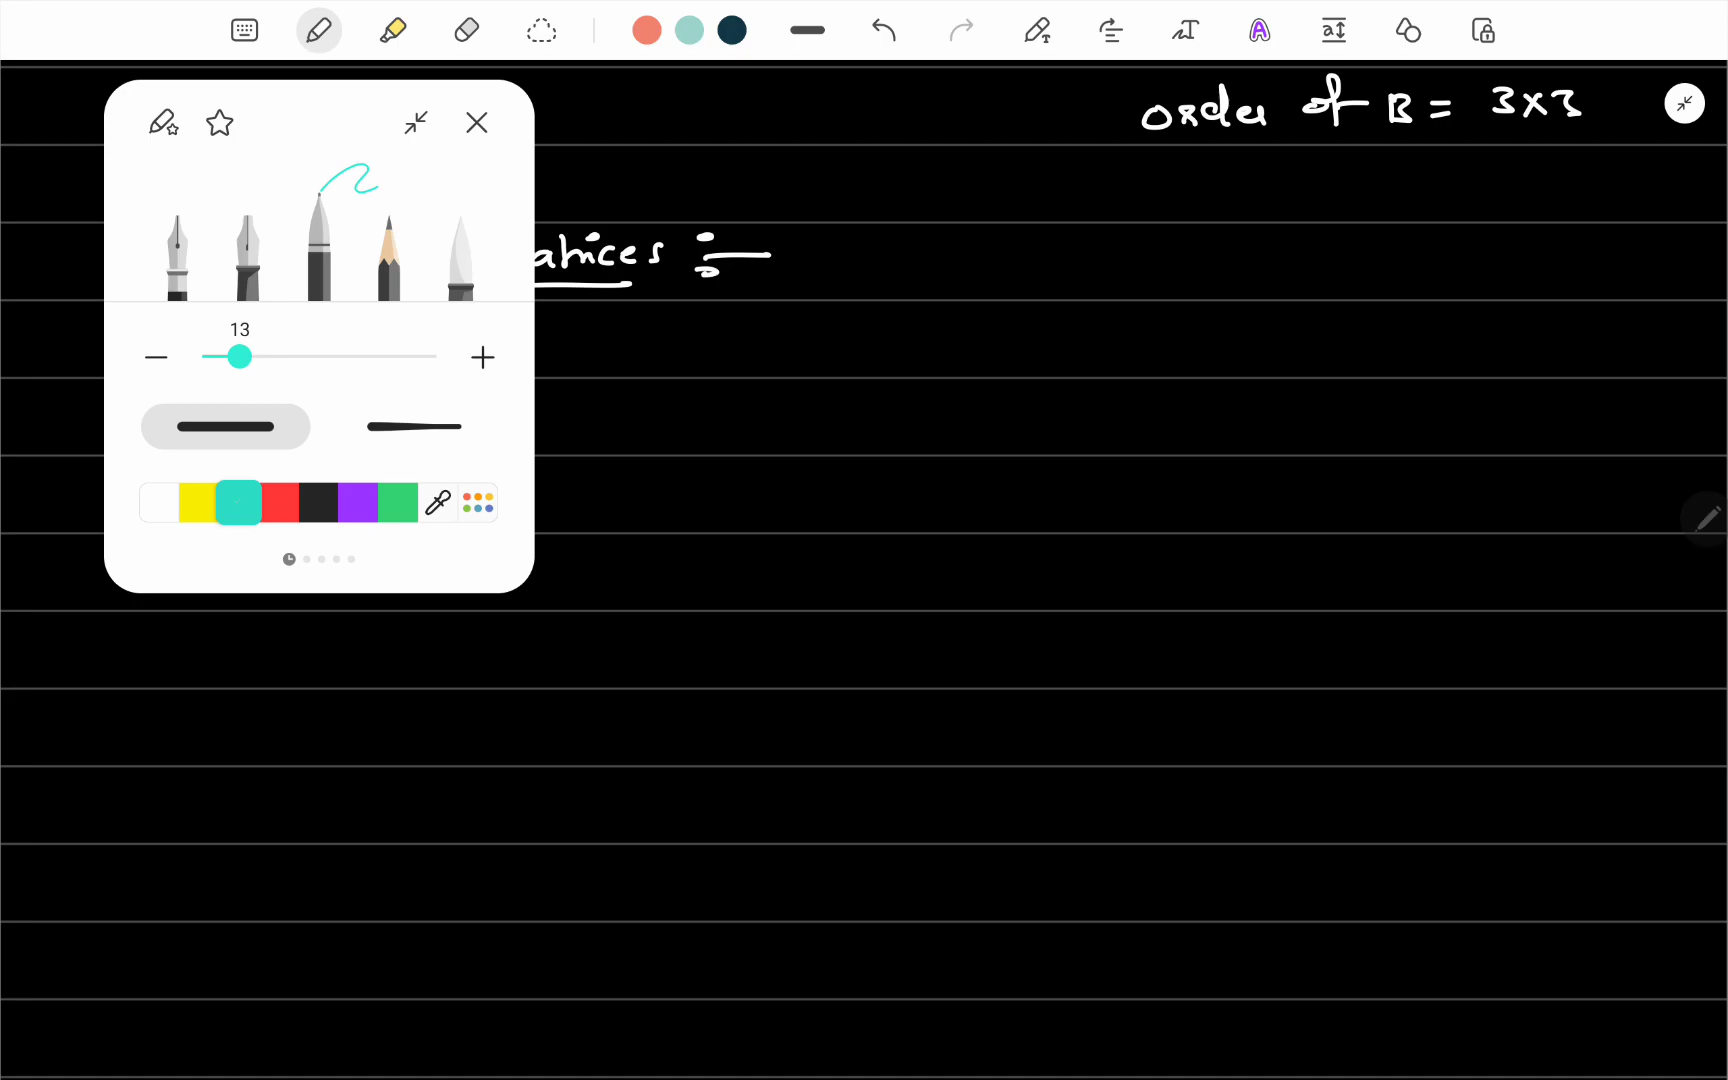 order of B = 3x3
atrices :-
13